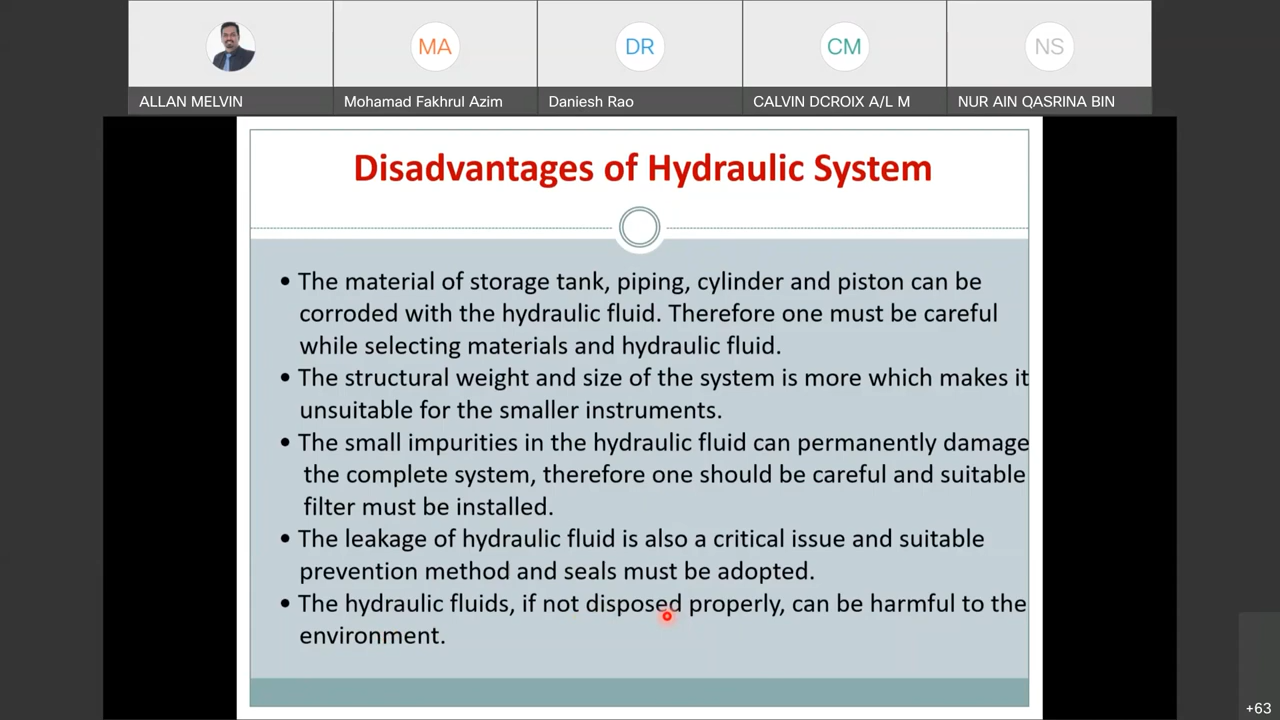 MA
DR
CM
NS
ALLAN MELVIN
Mohamad Fakhrul Azim
Daniesh Rao
CALVIN DCROIX A/L M
NUR AIN QASRINA BIN
Disadvantages of Hydraulic System
• The material of storage tank, piping, cylinder and piston can be
corroded with the hydraulic fluid. Therefore one must be careful
while selecting materials and hydraulic fluid.
• The structural weight and size of the system is more which makes it
unsuitable for the smaller instruments.
• The small impurities in the hydraulic fluid can permanently damage
the complete system, therefore one should be careful and suitable
filter must be installed.
• The leakage of hydraulic fluid is also a critical issue and suitable
prevention method and seals must be adopted.
• The hydraulic fluids, if not disposed properly, can be harmful to the
environment.
+63